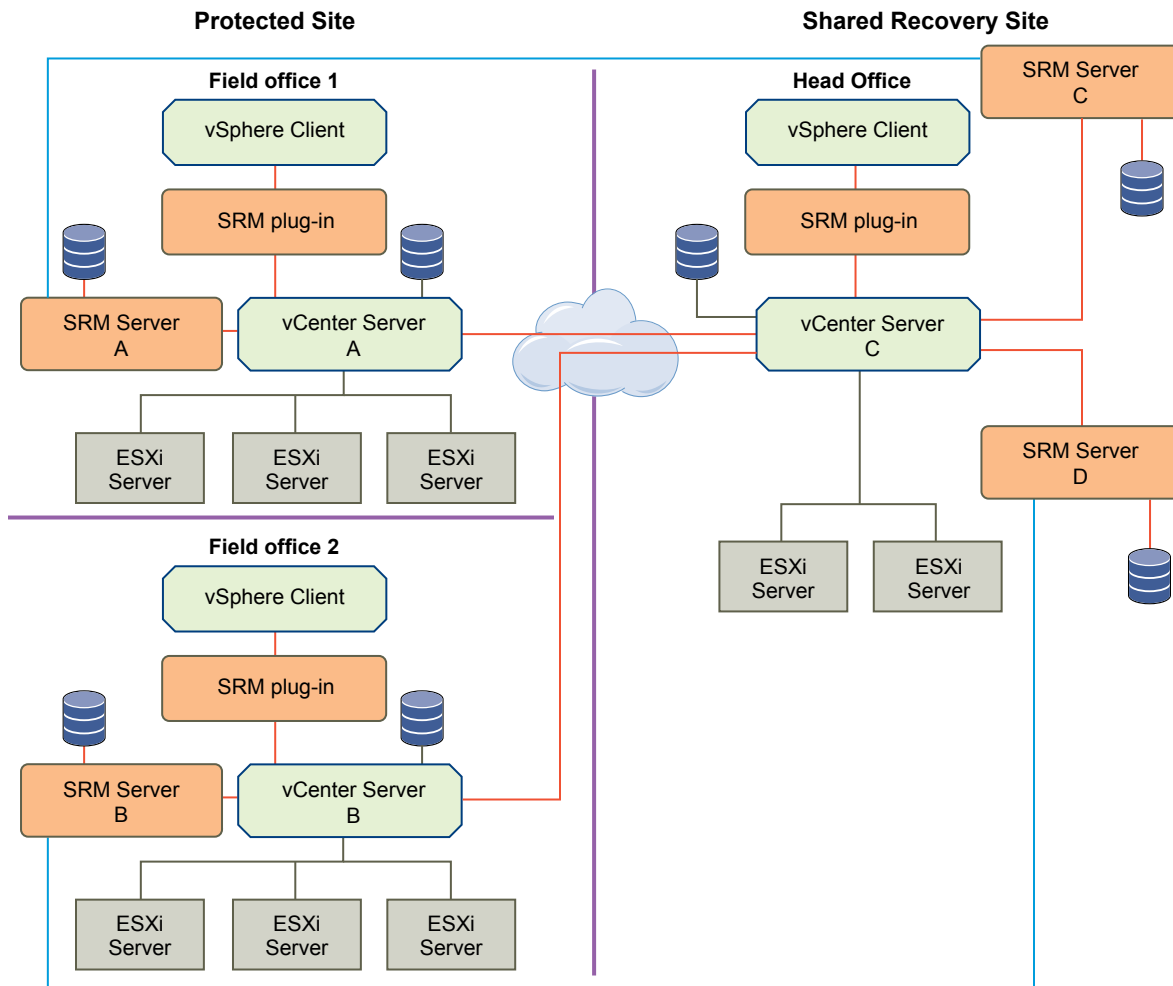 Protected Site
Shared Recovery Site
Field office 1
vSphere Client
SRM plug-in
SRM Server
A
vCenter Server
A
ESXi
Server
ESXi
Server
ESXi
Server
Field office 2
vSphere Client
SRM plug-in
SRM Server
B
vCenter Server
B
ESXi
Server
ESXi
Server
ESXi
Server
Head Office
vSphere Client
SRM plug-in
vCenter Server
C
SRM Server
C
SRM Server
D
ESXi
Server
ESXi
Server